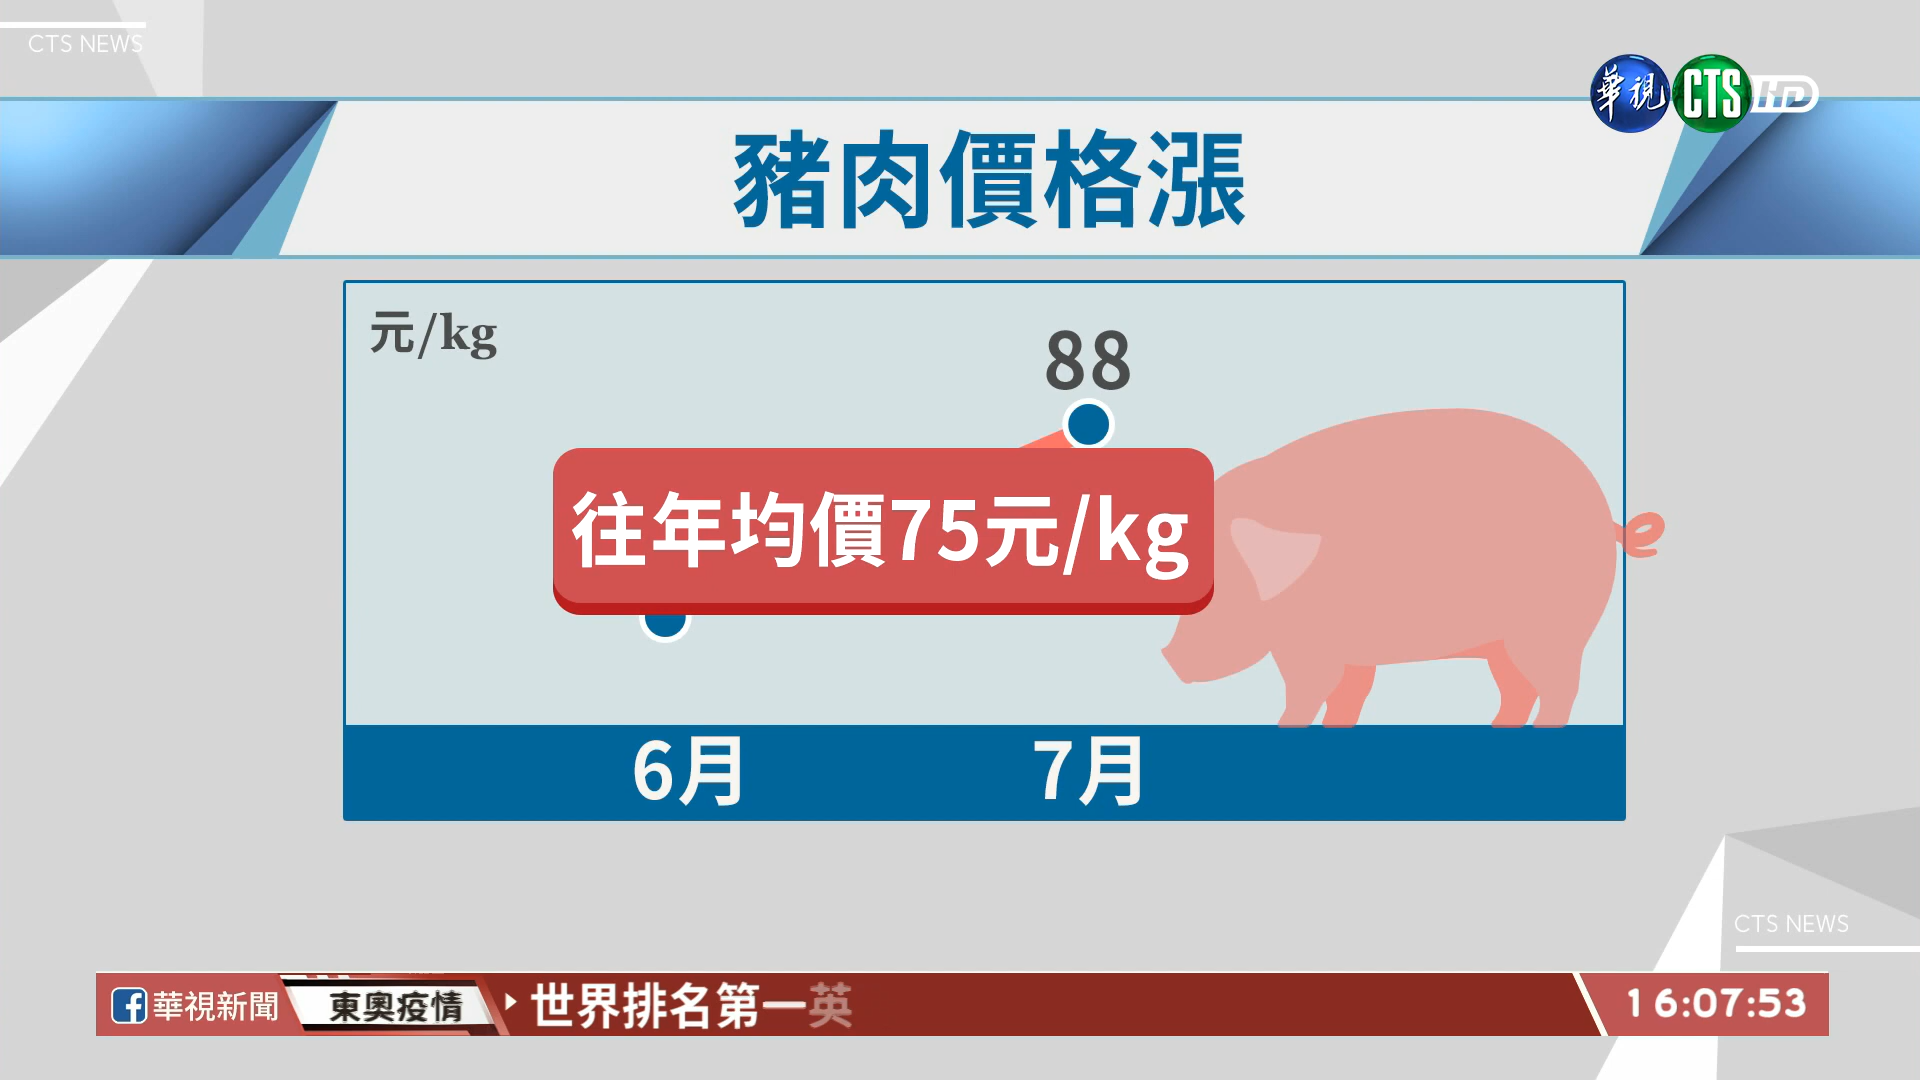 CTS NEWS
華視 CTS HD
豬肉價格漲
元/kg
88
往年均價75元/kg
6月
7月
CTS NEWS
華視新聞
東奧疫情
世界排名第一英
16:07:53